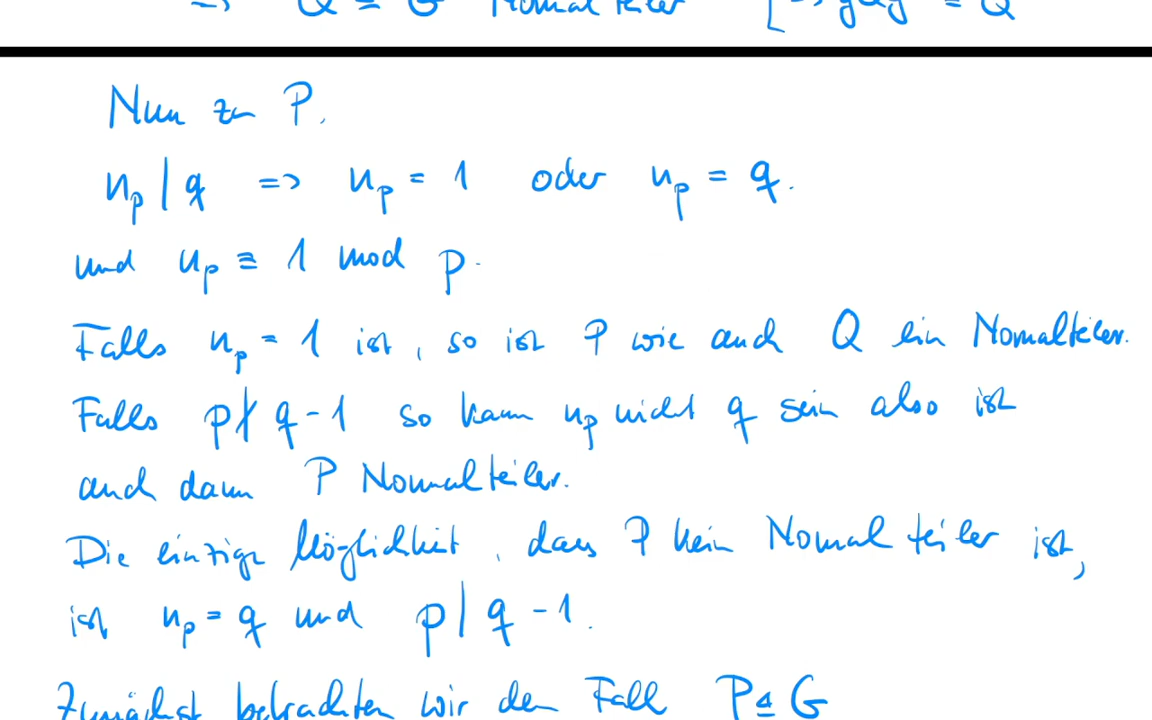 => Q ⊴ G Normalteiler [=> gQg = Q
Nun zu P.
n_p | q => n_p = 1 oder n_p = q.
und n_p ≡ 1 mod p.
Falls n_p = 1 ist, so ist P wie auch Q ein Normalteiler.
Falls p ∤ q - 1 so kann n_p nicht q sein also ist
auch dann P Normalteiler.
Die einzige Möglichkeit, dass P kein Normalteiler ist,
ist n_p = q und p | q - 1.
Zunächst betrachten wir den Fall P ⊴ G